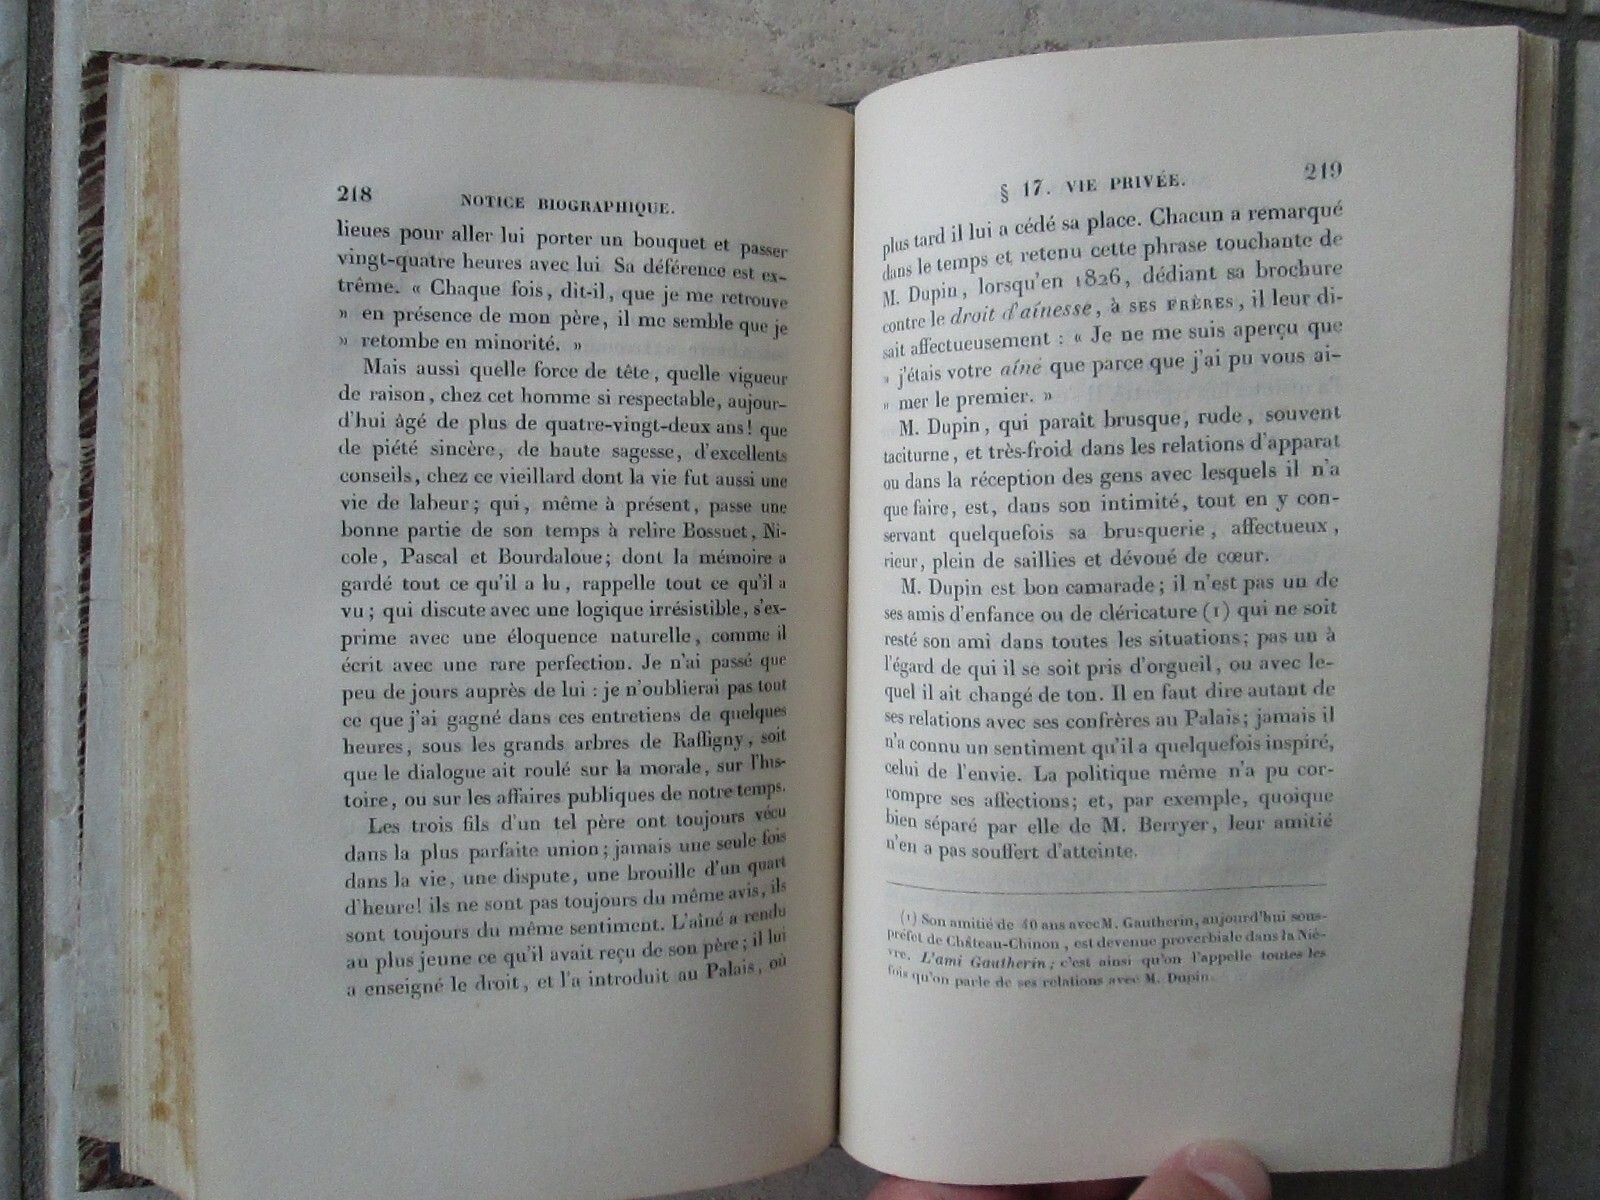 218 NOTICE BIOGRAPHIQUE.
lieues pour aller lui porter un bouquet et passer
vingt-quatre heures avec lui. Sa déférence est ex-
trême. « Chaque fois, dit-il, que je me retrouve
» en présence de mon père, il me semble que je
» retombe en minorité. »
Mais aussi quelle force de tête, quelle vigueur
de raison, chez cet homme si respectable, aujour-
d'hui âgé de plus de quatre-vingt-deux ans! que
de piété sincère, de haute sagesse, d'excellents
conseils, chez ce vieillard dont la vie fut aussi une
vie de labeur; qui, même à présent, passe une
bonne partie de son temps à relire Bossuet, Ni-
cole, Pascal et Bourdaloue; dont la mémoire a
gardé tout ce qu'il a lu, rappelle tout ce qu'il a
vu; qui discute avec une logique irrésistible, s'ex-
prime avec une éloquence naturelle, comme il
écrit avec une rare perfection. Je n'ai passé que
peu de jours auprès de lui : je n'oublierai pas tout
ce que j'ai gagné dans ces entretiens de quelques
heures, sous les grands arbres de Raffigny, soit
que le dialogue ait roulé sur la morale, sur l'his-
toire, ou sur les affaires publiques de notre temps.
Les trois fils d'un tel père ont toujours vécu
dans la plus parfaite union; jamais une seule fois
dans la vie, une dispute, une brouille d'un quart
d'heure! ils ne sont pas toujours du même avis, ils
sont toujours du même sentiment. L'aîné a rendu
au plus jeune ce qu'il avait reçu de son père; il lui
a enseigné le droit, et l'a introduit au Palais, où
§ 17. VIE PRIVÉE. 219
plus tard il lui a cédé sa place. Chacun a remarqué
dans le temps et retenu cette phrase touchante de
M. Dupin, lorsqu'en 1826, dédiant sa brochure
contre le droit d'aînesse, à SES FRÈRES, il leur di-
sait affectueusement : « Je ne me suis aperçu que
» j'étais votre aîné que parce que j'ai pu vous ai-
» mer le premier. »
M. Dupin, qui paraît brusque, rude, souvent
taciturne, et très-froid dans les relations d'apparat
ou dans la réception des gens avec lesquels il n'a
que faire, est, dans son intimité, tout en y con-
servant quelquefois sa brusquerie, affectueux,
rieur, plein de saillies et dévoué de cœur.
M. Dupin est bon camarade; il n'est pas un de
ses amis d'enfance ou de cléricature (1) qui ne soit
resté son ami dans toutes les situations; pas un à
l'égard de qui il se soit pris d'orgueil, ou avec le-
quel il ait changé de ton. Il en faut dire autant de
ses relations avec ses confrères au Palais; jamais il
n'a connu un sentiment qu'il a quelquefois inspiré,
celui de l'envie. La politique même n'a pu cor-
rompre ses affections; et, par exemple, quoique
bien séparé par elle de M. Berryer, leur amitié
n'en a pas souffert d'atteinte.
(1) Son amitié de 40 ans avec M. Gautherin, aujourd'hui sous-
préfet de Château-Chinon, est devenue proverbiale dans la Niè-
vre. L'ami Gautherin; c'est ainsi qu'on l'appelle toutes les
fois qu'on parle de ses relations avec M. Dupin.